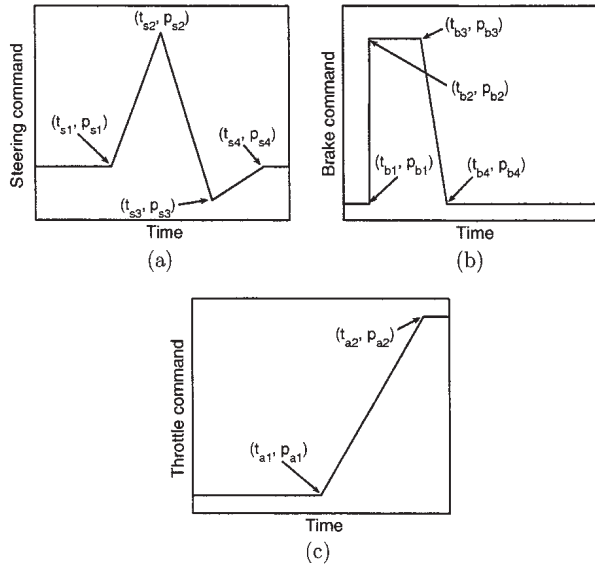 (t_s2, p_s2)
(t_s1, p_s1)
(t_s4, p_s4)
(t_s3, p_s3)
Steering command
Time
(a)
(t_b3, p_b3)
(t_b2, p_b2)
(t_b1, p_b1)
(t_b4, p_b4)
Brake command
Time
(b)
(t_a2, p_a2)
(t_a1, p_a1)
Throttle command
Time
(c)